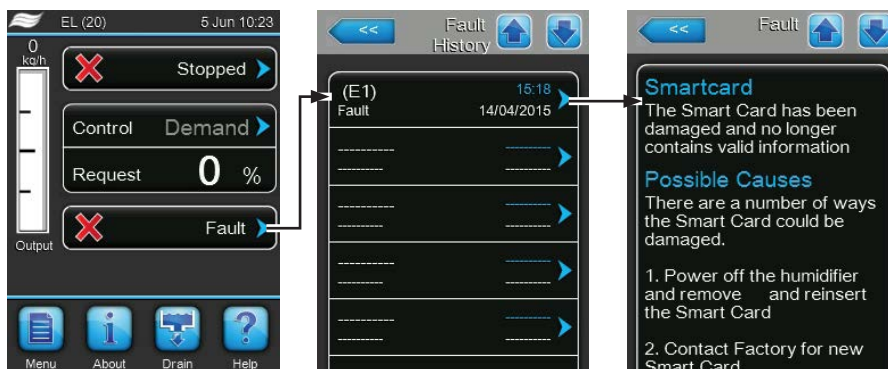 EL (20) 5 Jun 10:23
0
kg/h
Stopped
Control Demand
Request 0 %
Fault
Output
Menu About Drain Help
<< Fault
History
(E1) 15:18
Fault 14/04/2015
---------- ----------
---------- ----------
---------- ----------
---------- ----------
---------- ----------
---------- ----------
---------- ----------
---------- ----------
<< Fault
Smartcard
The Smart Card has been
damaged and no longer
contains valid information
Possible Causes
There are a number of ways
the Smart Card could be
damaged.
1. Power off the humidifier
and remove and reinsert
the Smart Card
2. Contact Factory for new
Smart Card